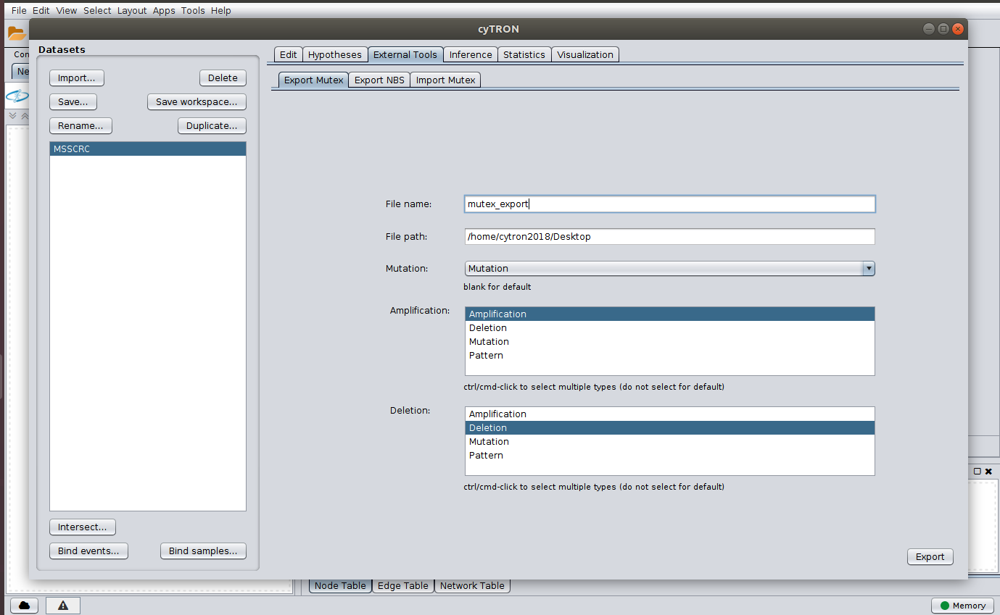 File Edit View Select Layout Apps Tools Help
cyTRON
Con
Ne
Datasets
Import...
Delete
Save...
Save workspace...
Rename...
Duplicate...
MSSCRC
Intersect...
Bind events...
Bind samples...
Edit Hypotheses External Tools Inference Statistics Visualization
Export Mutex Export NBS Import Mutex
File name:
mutex_export
File path:
/home/cytron2018/Desktop
Mutation:
Mutation
blank for default
Amplification:
Amplification
Deletion
Mutation
Pattern
ctrl/cmd-click to select multiple types (do not select for default)
Deletion:
Amplification
Deletion
Mutation
Pattern
ctrl/cmd-click to select multiple types (do not select for default)
Export
Node Table Edge Table Network Table
Memory